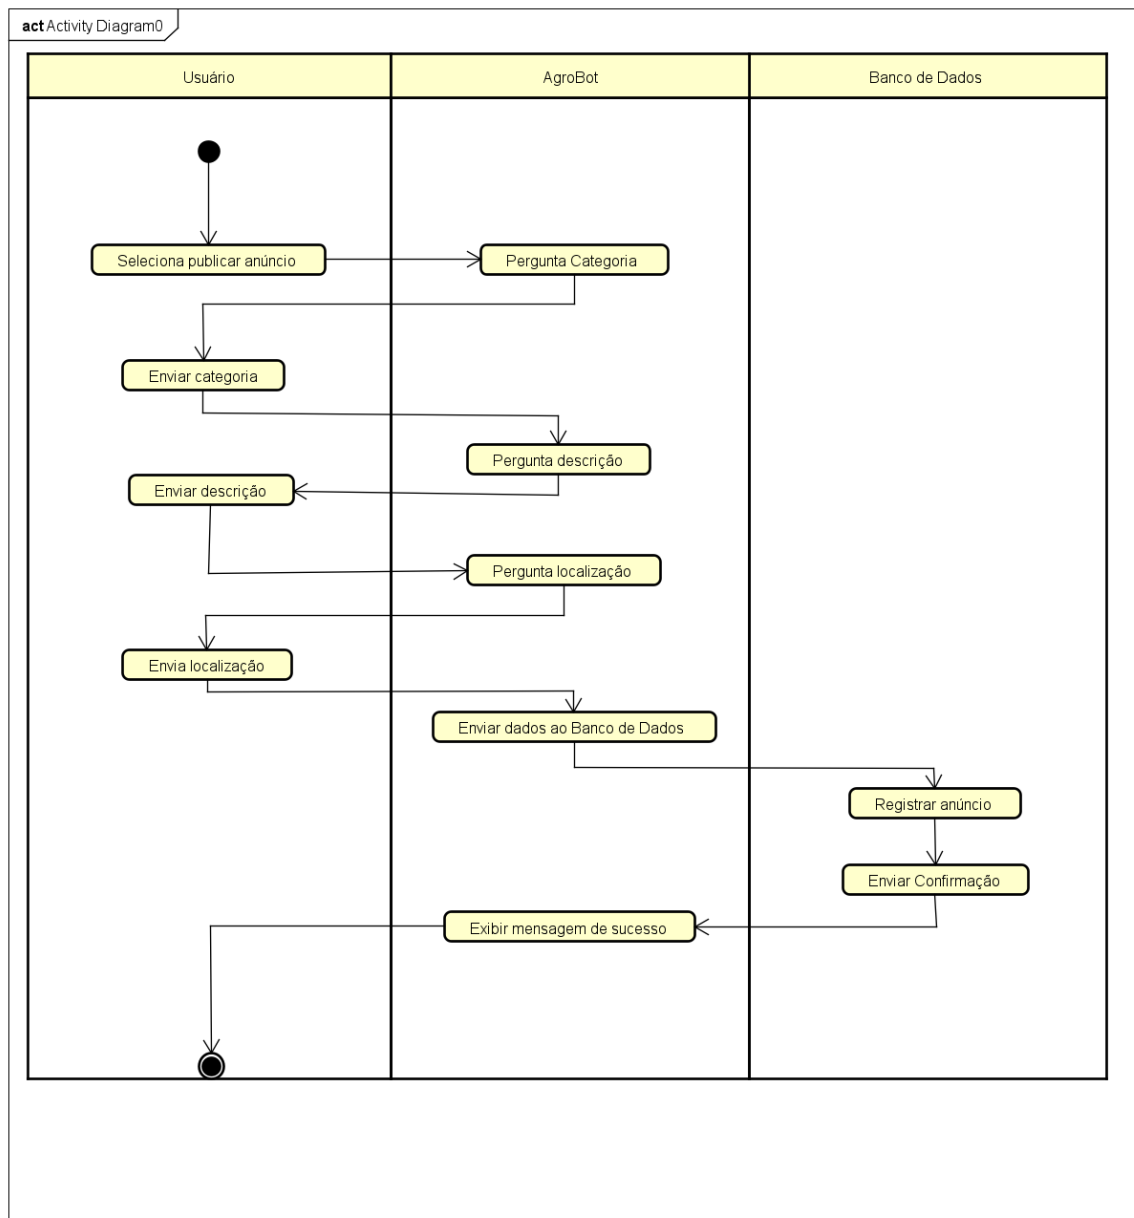 act Activity Diagram0
Usuário
AgroBot
Banco de Dados
Seleciona publicar anúncio
Pergunta Categoria
Enviar categoria
Pergunta descrição
Enviar descrição
Pergunta localização
Envia localização
Enviar dados ao Banco de Dados
Registrar anúncio
Enviar Confirmação
Exibir mensagem de sucesso